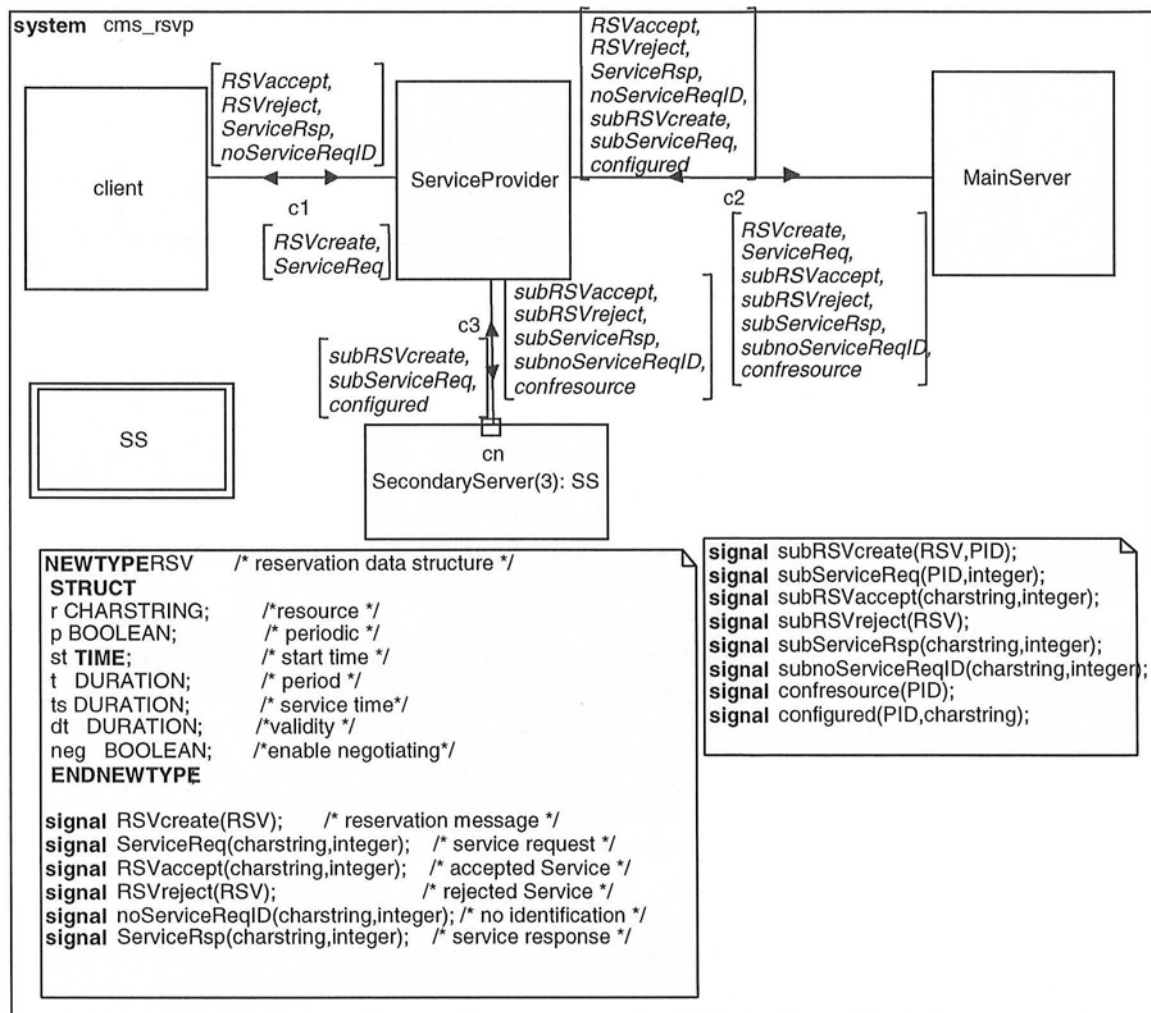 system cms_rsvp
RSVaccept,
RSVreject,
ServiceRsp,
noServiceReqID
client
c1
RSVcreate,
ServiceReq
ServiceProvider
RSVaccept,
RSVreject,
ServiceRsp,
noServiceReqID,
subRSVcreate,
subServiceReq,
configured
c2
MainServer
RSVcreate,
ServiceReq,
subRSVaccept,
subRSVreject,
subServiceRsp,
subnoServiceReqID,
confresource
c3
subRSVcreate,
subServiceReq,
configured
subRSVaccept,
subRSVreject,
subServiceRsp,
subnoServiceReqID,
confresource
SS
cn
SecondaryServer(3): SS
NEWTYPERSV /* reservation data structure */
STRUCT
r CHARSTRING; /*resource */
p BOOLEAN; /* periodic */
st TIME; /* start time */
t DURATION; /* period */
ts DURATION; /* service time*/
dt DURATION; /*validity */
neg BOOLEAN; /*enable negotiating*/
ENDNEWTYPE;
signal RSVcreate(RSV); /* reservation message */
signal ServiceReq(charstring,integer); /* service request */
signal RSVaccept(charstring,integer); /* accepted Service */
signal RSVreject(RSV); /* rejected Service */
signal noServiceReqID(charstring,integer); /* no identification */
signal ServiceRsp(charstring,integer); /* service response */
signal subRSVcreate(RSV,PID);
signal subServiceReq(PID,integer);
signal subRSVaccept(charstring,integer);
signal subRSVreject(RSV);
signal subServiceRsp(charstring,integer);
signal subnoServiceReqID(charstring,integer);
signal confresource(PID);
signal configured(PID,charstring);